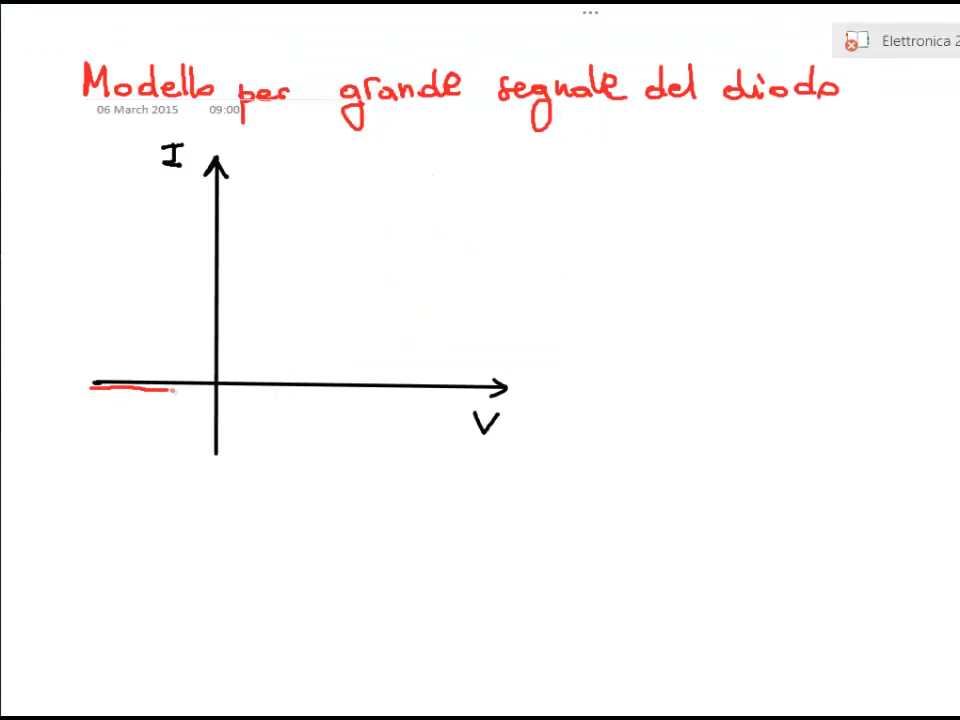 Elettronica 2
Modello per grande segnale del diodo
06 March 2015 09:00
I
V